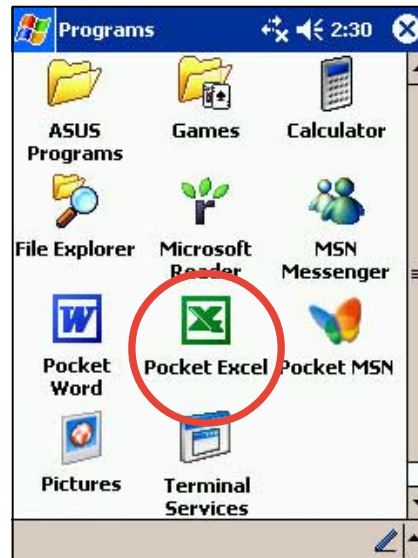 Programs 2:30
ASUS Programs
Games
Calculator
File Explorer
Microsoft Reader
MSN Messenger
W
Pocket Word
Pocket Excel
Pocket MSN
Pictures
Terminal Services